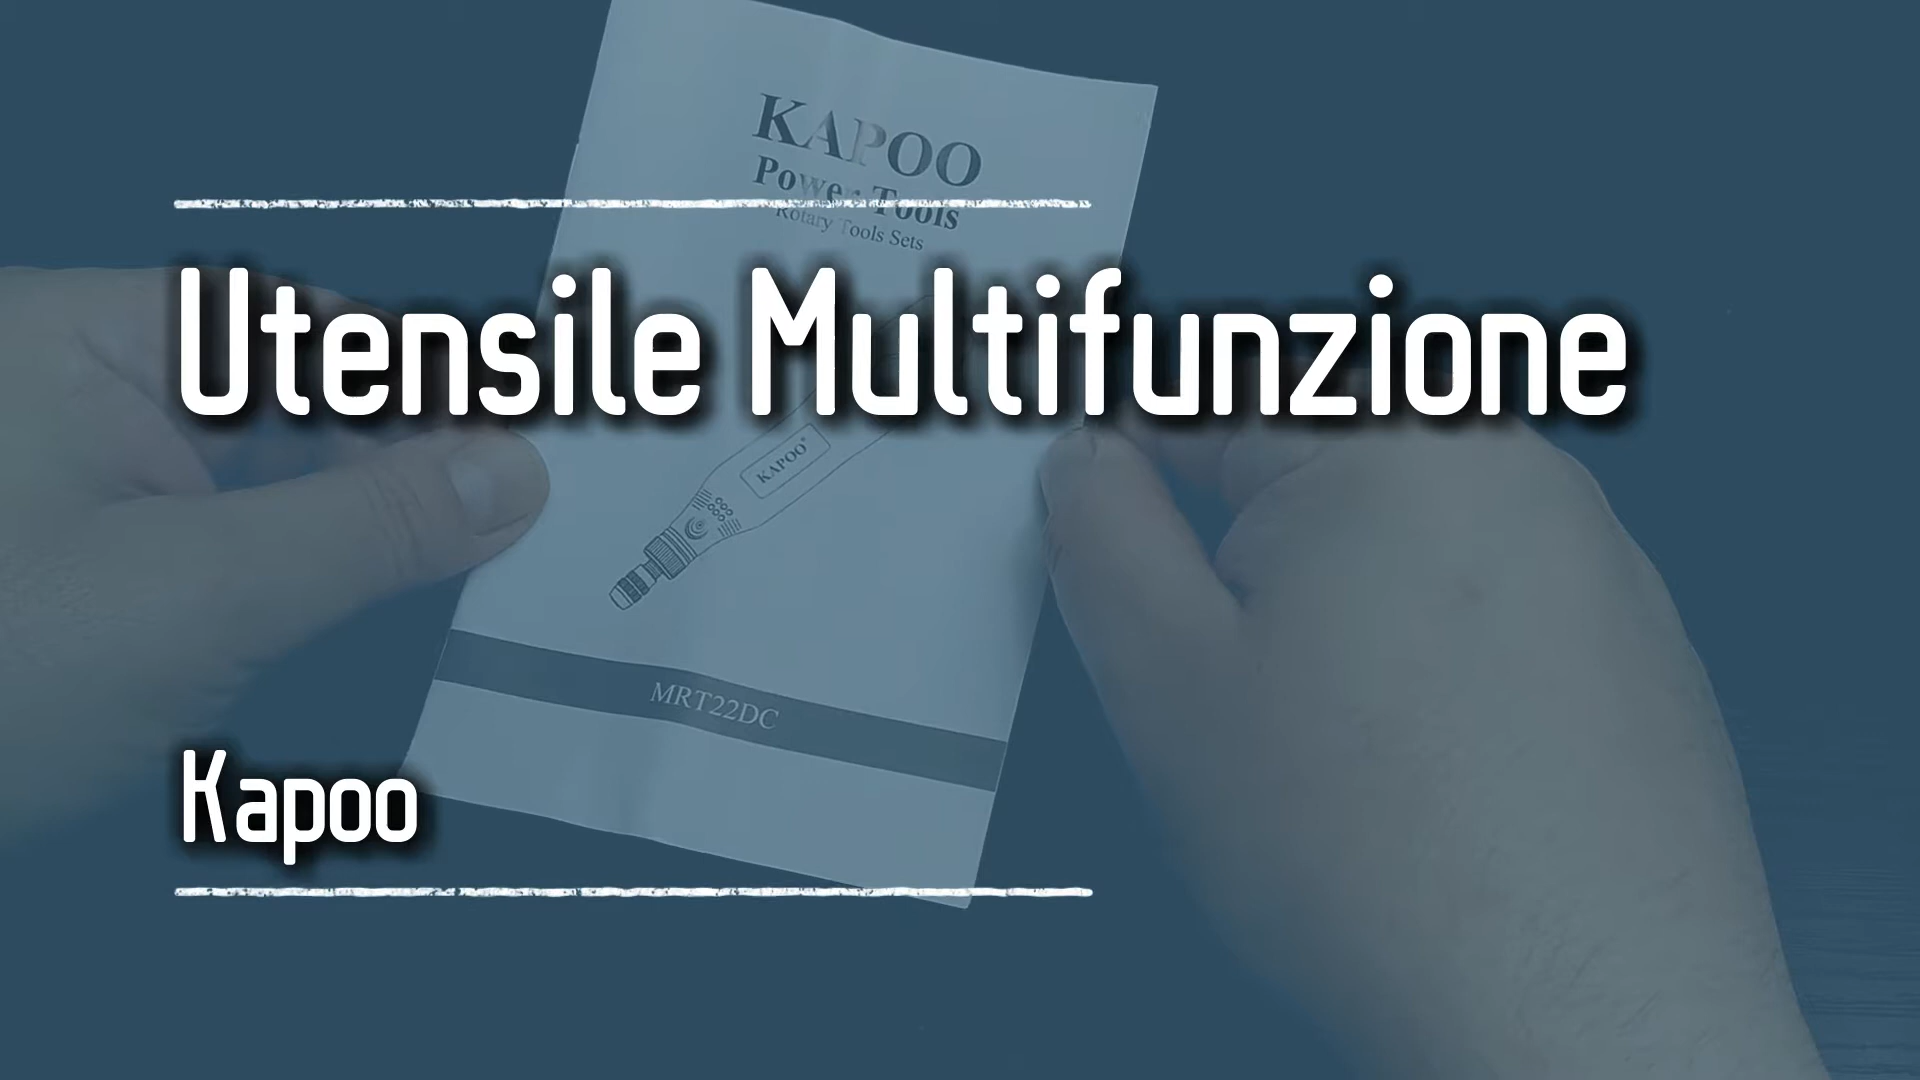 KAPOO
Power Tools
Rotary Tools Sets
Utensile Multifunzione
KAPOO®
MRT22DC
Kapoo